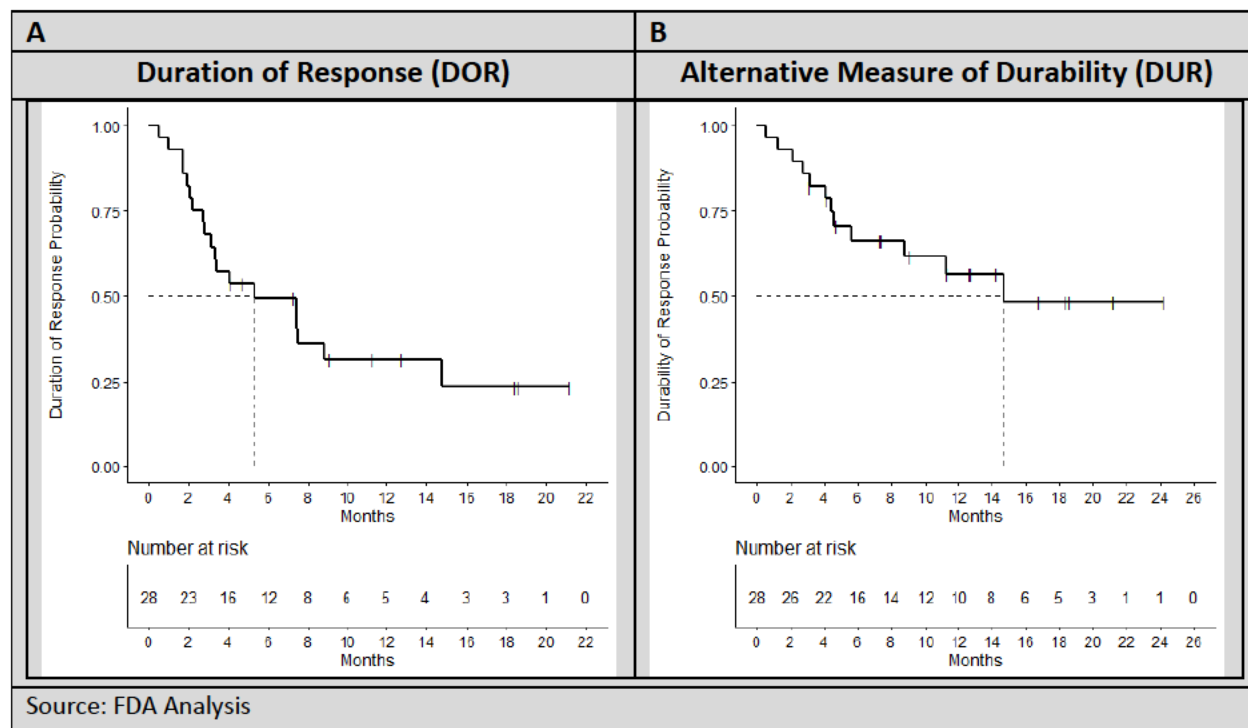 A
Duration of Response (DOR)
Duration of Response Probability
1.00
0.75
0.50
0.25
0.00
0 2 4 6 8 10 12 14 16 18 20 22
Months
Number at risk
28 23 16 12 8 6 5 4 3 3 1 0
0 2 4 6 8 10 12 14 16 18 20 22
Months
B
Alternative Measure of Durability (DUR)
Durability of Response Probability
1.00
0.75
0.50
0.25
0.00
0 2 4 6 8 10 12 14 16 18 20 22 24 26
Months
Number at risk
28 26 22 16 14 12 10 8 6 5 3 1 1 0
0 2 4 6 8 10 12 14 16 18 20 22 24 26
Months
Source: FDA Analysis